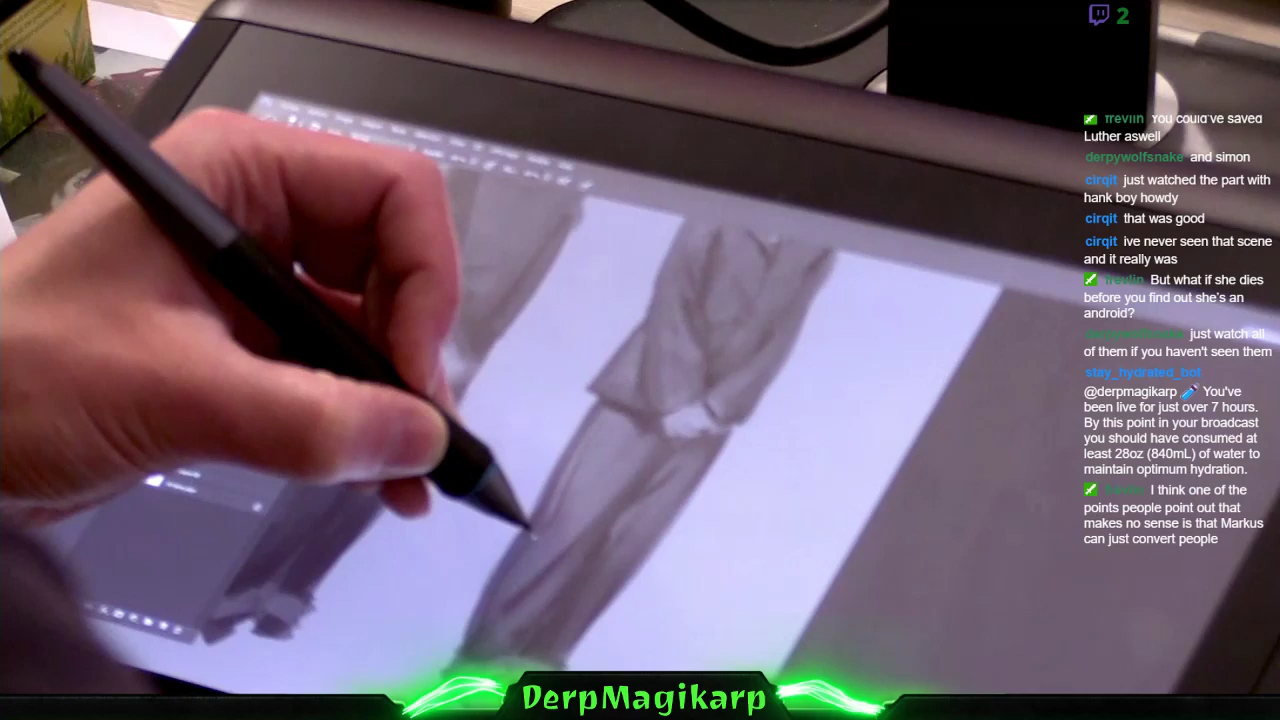 2
trevlin You could've saved
Luther aswell
derpywolfsnake and simon
cirqit just watched the part with
hank boy howdy
cirqit that was good
cirqit ive never seen that scene
and it really was
trevlin But what if she dies
before you find out she's an
android?
derpywolfsnake just watch all
of them if you haven't seen them
stay_hydrated_bot
@derpmagikarp You've
been live for just over 7 hours.
By this point in your broadcast
you should have consumed at
least 28oz (840mL) of water to
maintain optimum hydration.
trevlin I think one of the
points people point out that
makes no sense is that Markus
can just convert people
DerpMagikarp